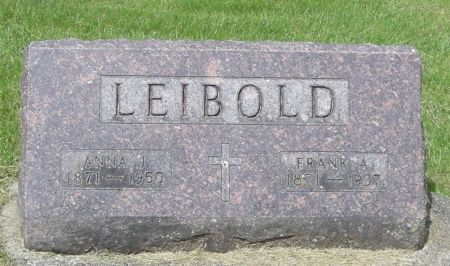 LEIBOLD
ANNA J.
1871 — 1950
FRANK A.
1871 — 1937